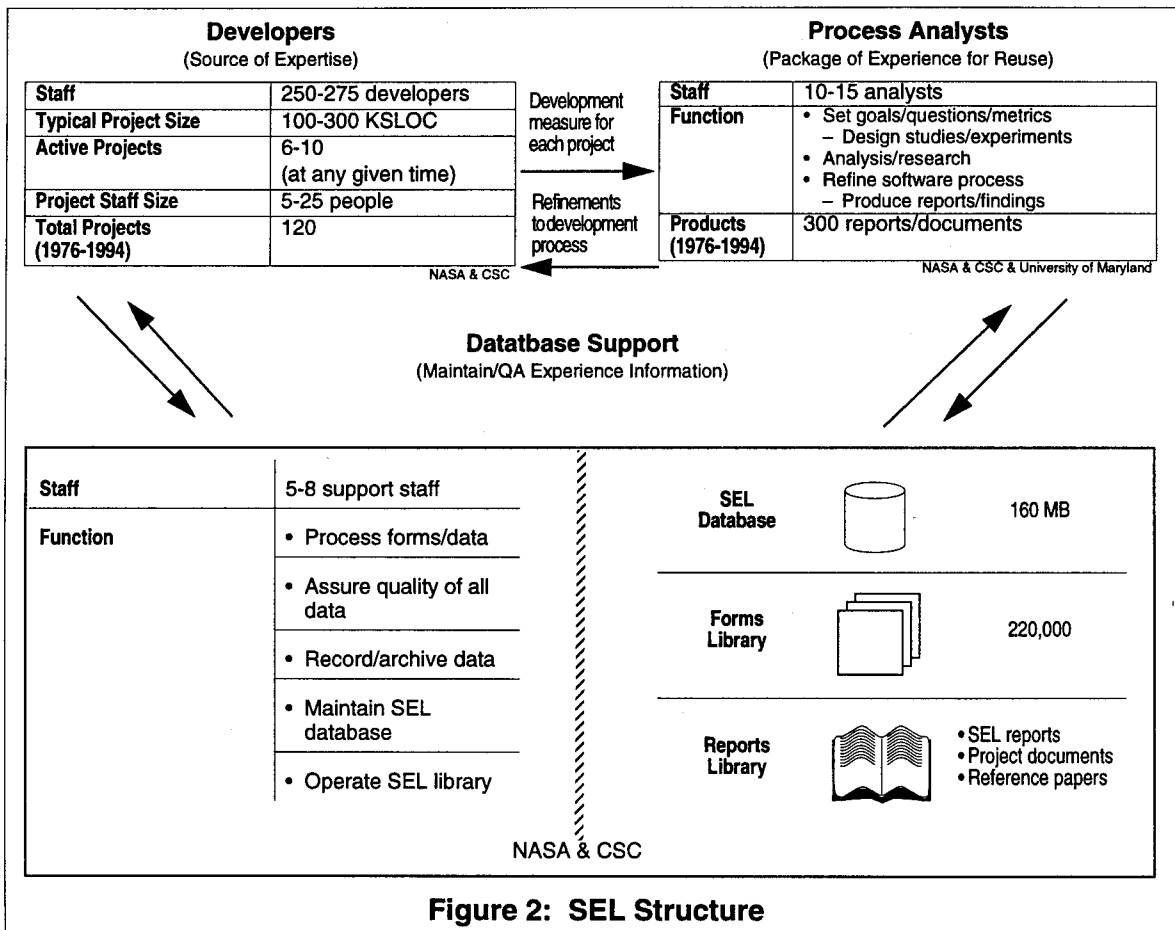 Developers
(Source of Expertise)
Staff 250-275 developers
Typical Project Size 100-300 KSLOC
Active Projects 6-10
(at any given time)
Project Staff Size 5-25 people
Total Projects 120
(1976-1994)
NASA & CSC
Development
measure for
each project
Refinements
to development
process
Process Analysts
(Package of Experience for Reuse)
Staff 10-15 analysts
Function • Set goals/questions/metrics
– Design studies/experiments
• Analysis/research
• Refine software process
– Produce reports/findings
Products 300 reports/documents
(1976-1994)
NASA & CSC & University of Maryland
Datatbase Support
(Maintain/QA Experience Information)
Staff 5-8 support staff
Function • Process forms/data
• Assure quality of all
data
• Record/archive data
• Maintain SEL
database
• Operate SEL library
SEL
Database
160 MB
Forms
Library
220,000
Reports
Library
• SEL reports
• Project documents
• Reference papers
NASA & CSC
Figure 2: SEL Structure